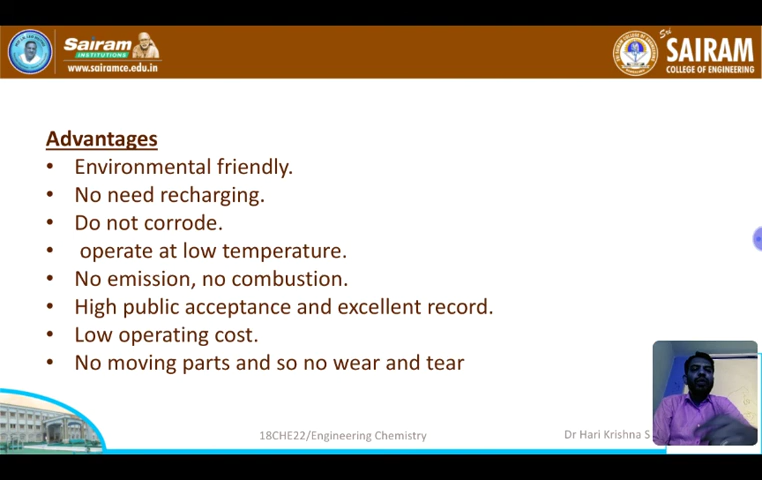 Sairam
INSTITUTIONS
www.sairamce.edu.in
Sri
SAIRAM
COLLEGE OF ENGINEERING
Advantages
• Environmental friendly.
• No need recharging.
• Do not corrode.
• operate at low temperature.
• No emission, no combustion.
• High public acceptance and excellent record.
• Low operating cost.
• No moving parts and so no wear and tear
18CHE22/Engineering Chemistry
Dr Hari Krishna S